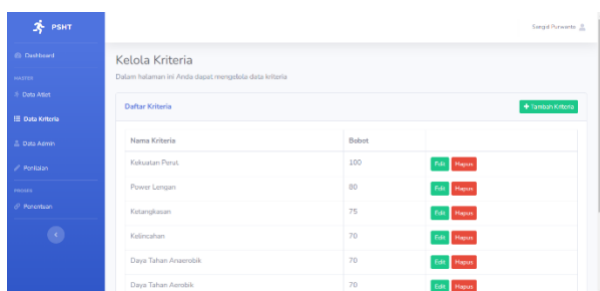 PSHT
Sungid Purwanto
Dashboard
MASTER
Data Atlet
Data Kriteria
Data Admin
Penilaian
PROSES
Penentuan
Kelola Kriteria
Dalam halaman ini Anda dapat mengelola data kriteria
Daftar Kriteria
+ Tambah Kriteria
Nama Kriteria Bobot
Kekuatan Perut 100 Edit Hapus
Power Lengan 80 Edit Hapus
Ketangkasan 75 Edit Hapus
Kelincahan 70 Edit Hapus
Daya Tahan Anaerobik 70 Edit Hapus
Daya Tahan Aerobik 70 Edit Hapus